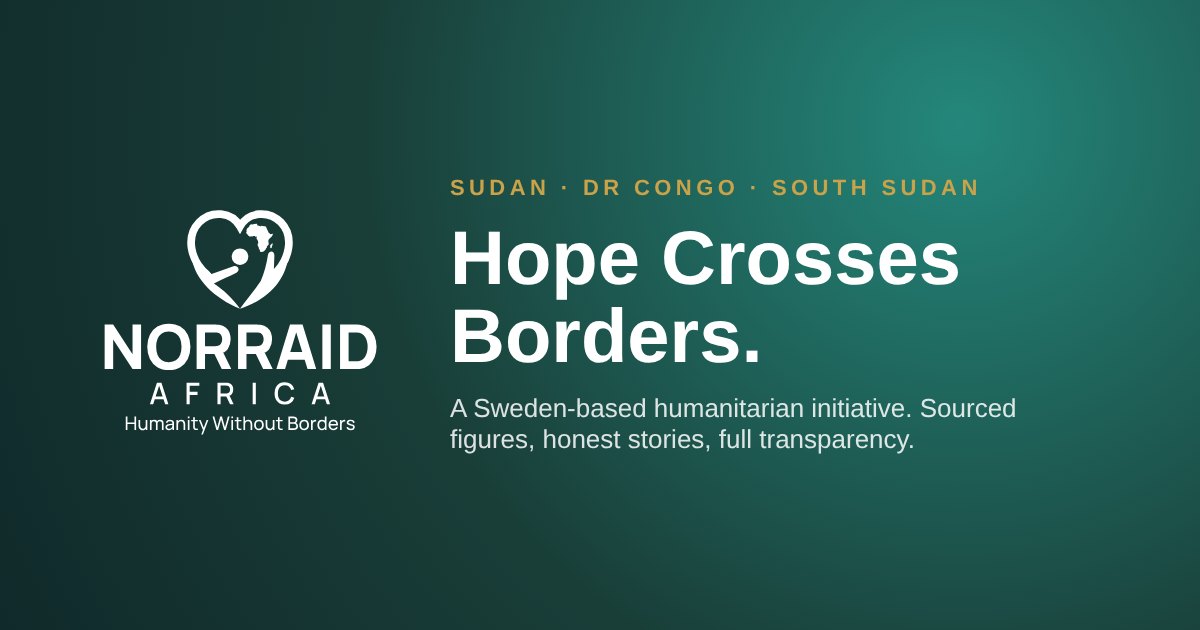 NORRAID
AFRICA
Humanity Without Borders
SUDAN · DR CONGO · SOUTH SUDAN
Hope Crosses
Borders.
A Sweden-based humanitarian initiative. Sourced
figures, honest stories, full transparency.